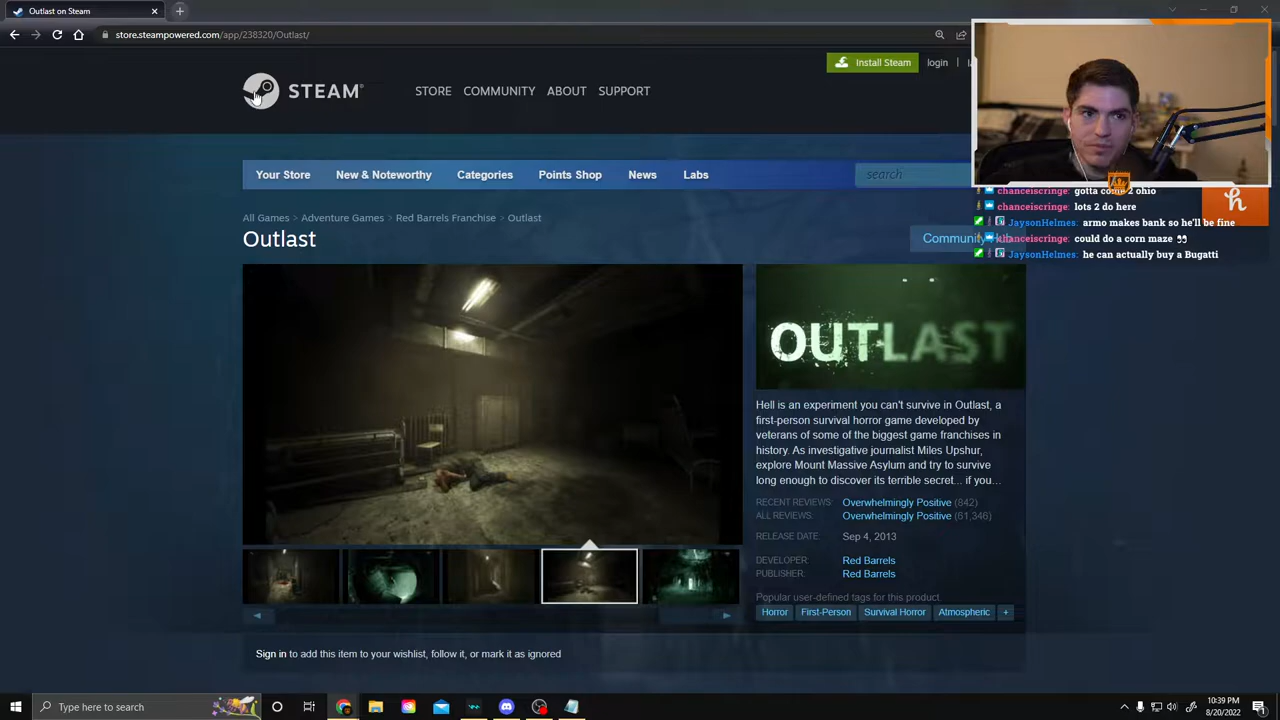 Outlast on Steam
store.steampowered.com/app/238320/Outlast/
Install Steam
login
STEAM
STORE COMMUNITY ABOUT SUPPORT
Your Store New & Noteworthy Categories Points Shop News Labs
search
chanceiscringe: gotta come 2 ohio
chanceiscringe: lots 2 do here
JaysonHelmes: armo makes bank so he'll be fine
chanceiscringe: could do a corn maze
JaysonHelmes: he can actually buy a Bugatti
All Games > Adventure Games > Red Barrels Franchise > Outlast
Outlast
Community Hub
OUTLAST
Hell is an experiment you can't survive in Outlast, a
first-person survival horror game developed by
veterans of some of the biggest game franchises in
history. As investigative journalist Miles Upshur,
explore Mount Massive Asylum and try to survive
long enough to discover its terrible secret... if you...
RECENT REVIEWS: Overwhelmingly Positive (842)
ALL REVIEWS: Overwhelmingly Positive (61,346)
RELEASE DATE: Sep 4, 2013
DEVELOPER: Red Barrels
PUBLISHER: Red Barrels
Popular user-defined tags for this product:
Horror First-Person Survival Horror Atmospheric +
Sign in to add this item to your wishlist, follow it, or mark it as ignored
Type here to search
10:39 PM
8/20/2022